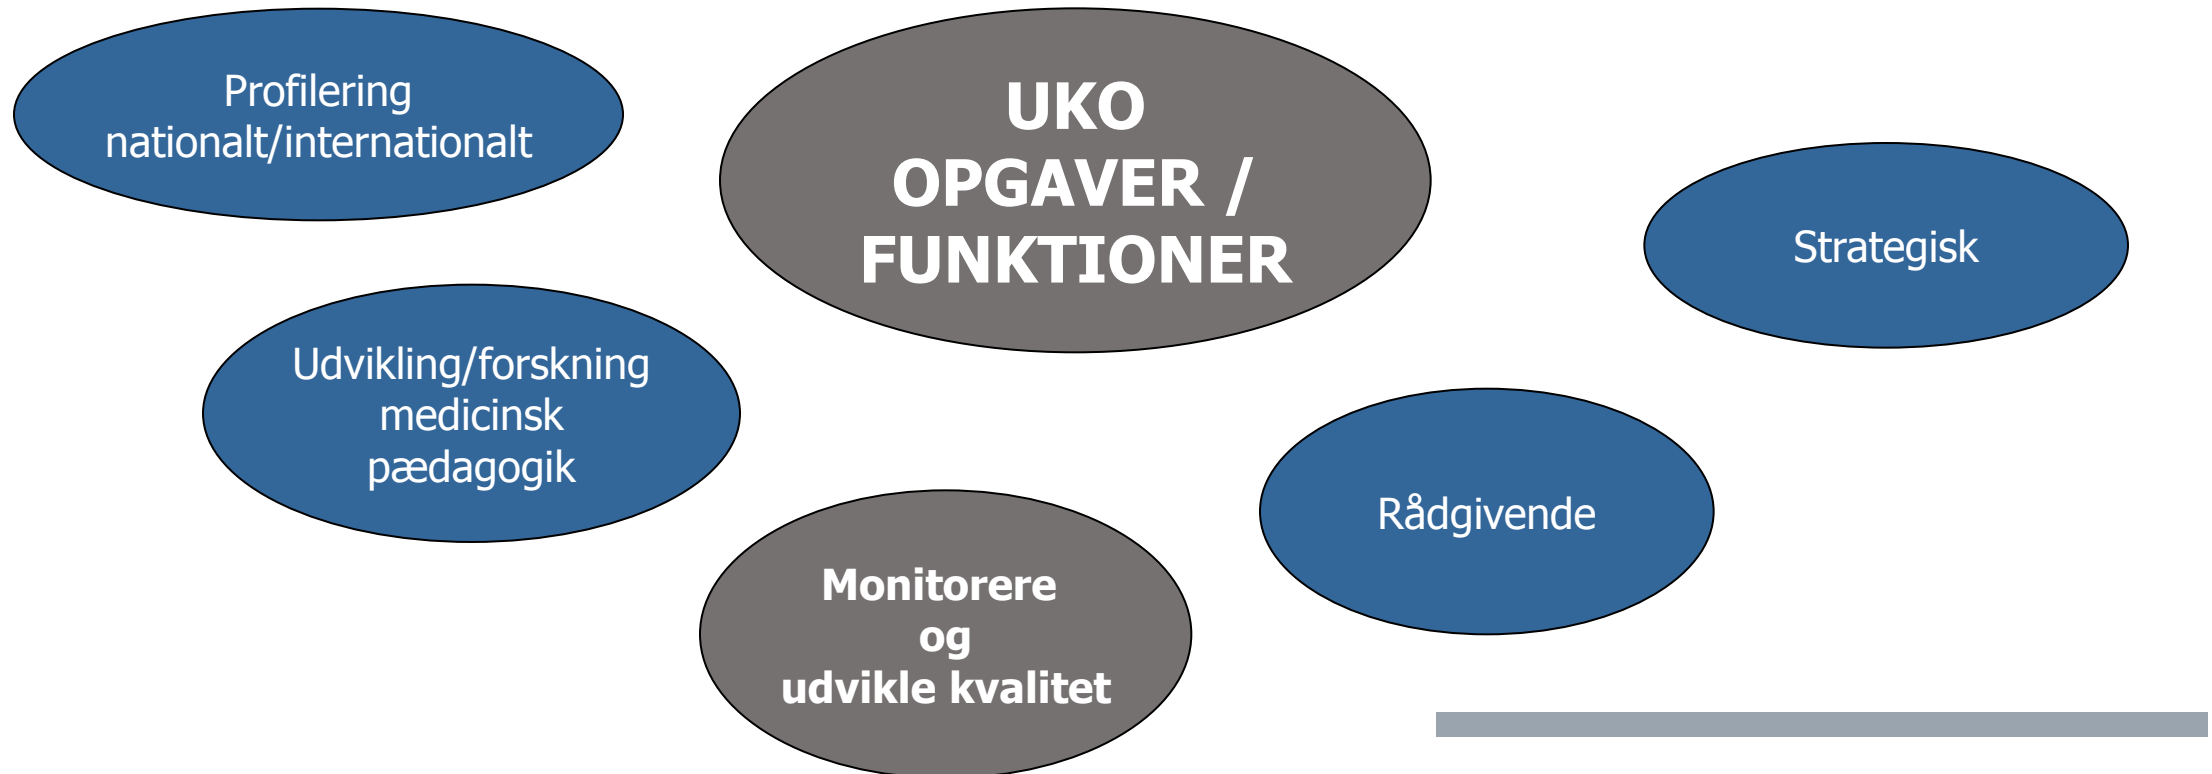 Profilering
nationalt/internationalt
UKO
OPGAVER /
FUNKTIONER
Strategisk
Udvikling/forskning
medicinsk
pædagogik
Rådgivende
Monitorere
og
udvikle kvalitet